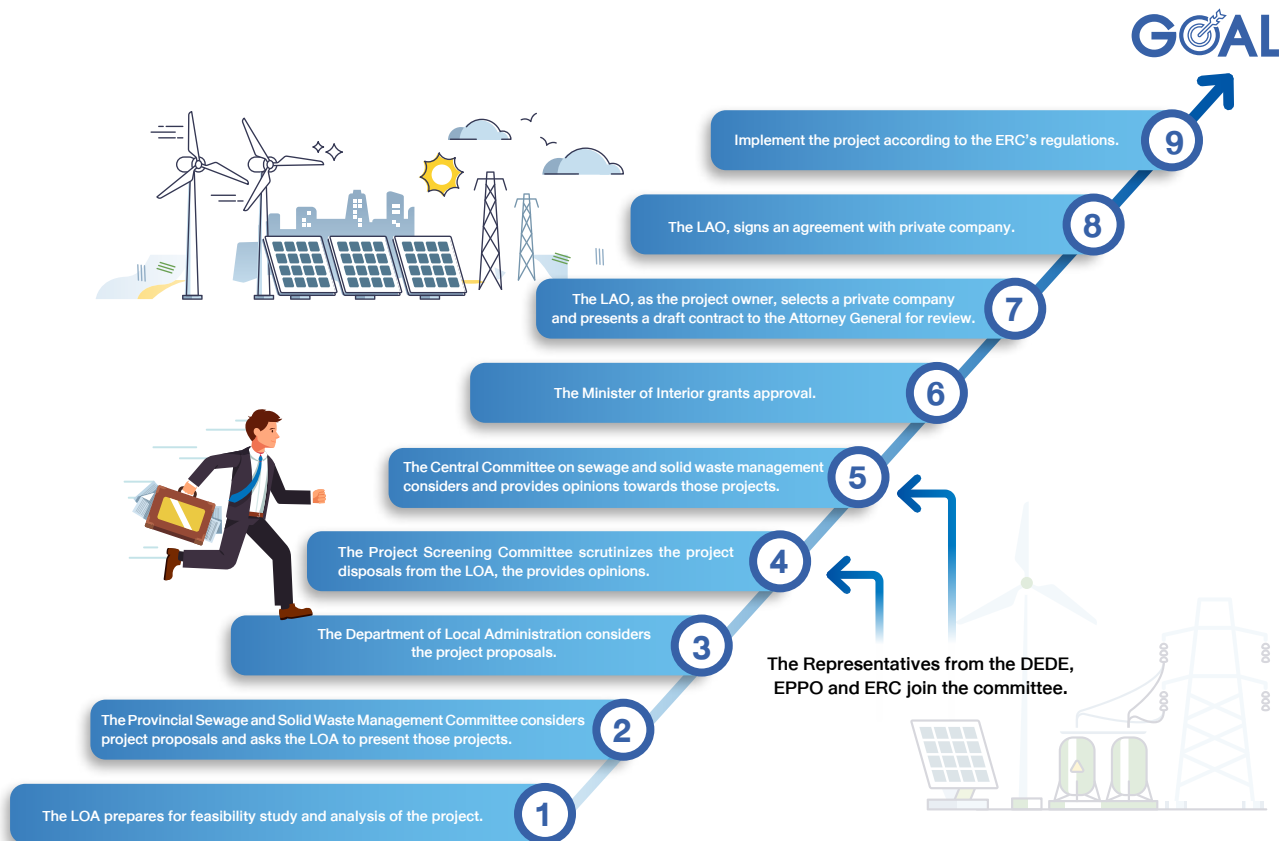 GOAL
9
Implement the project according to the ERC's regulations.
8
The LAO, signs an agreement with private company.
7
The LAO, as the project owner, selects a private company
and presents a draft contract to the Attorney General for review.
6
The Minister of Interior grants approval.
5
The Central Committee on sewage and solid waste management
considers and provides opinions towards those projects.
4
The Project Screening Committee scrutinizes the project
disposals from the LOA, the provides opinions.
3
The Department of Local Administration considers
the project proposals.
The Representatives from the DEDE,
EPPO and ERC join the committee.
2
The Provincial Sewage and Solid Waste Management Committee considers
project proposals and asks the LOA to present those projects.
1
The LOA prepares for feasibility study and analysis of the project.